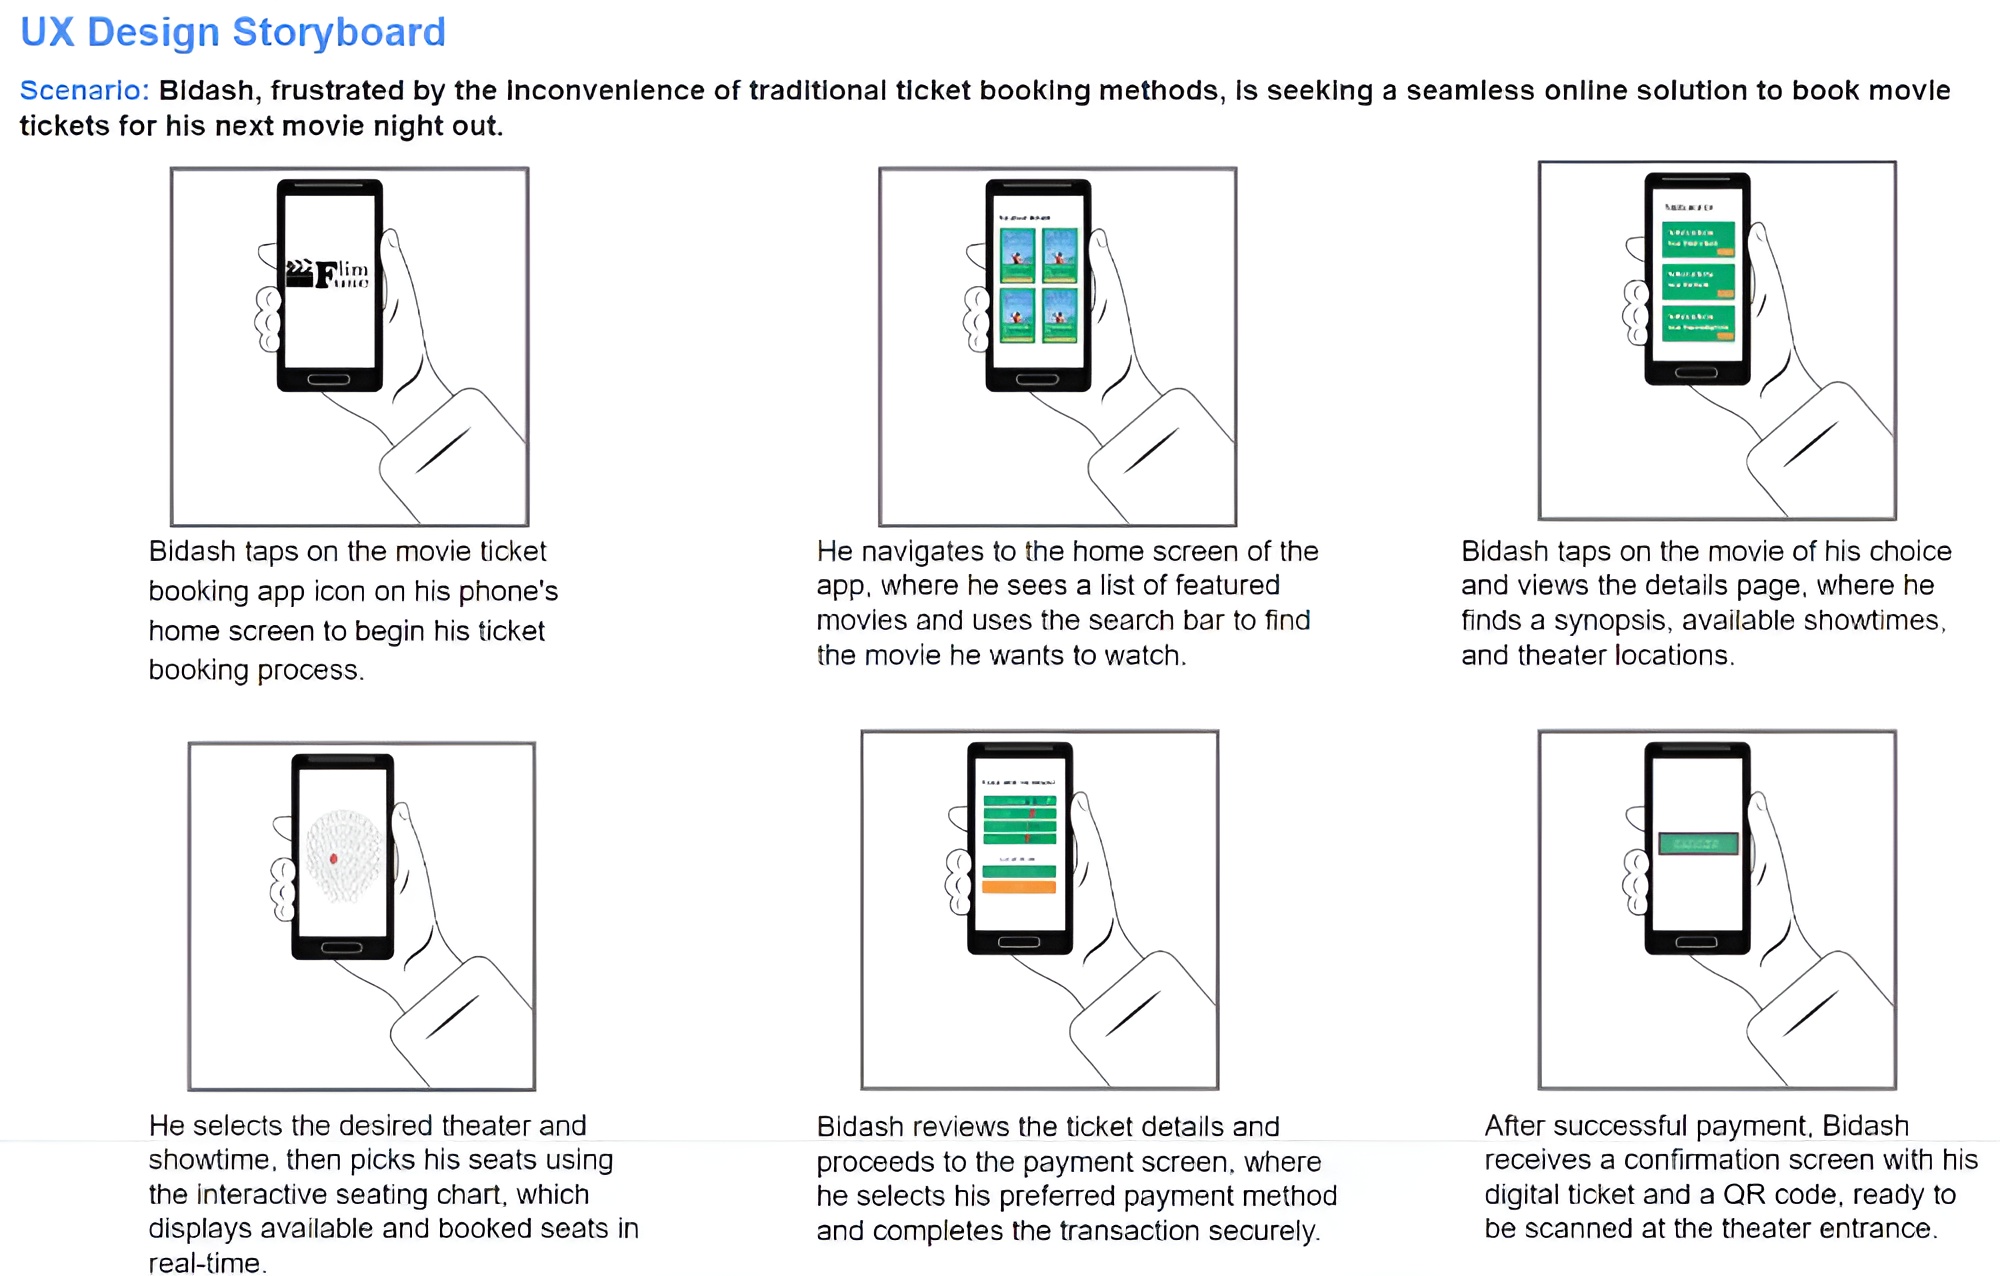 UX Design Storyboard
Scenario: Bidash, frustrated by the inconvenience of traditional ticket booking methods, is seeking a seamless online solution to book movie
tickets for his next movie night out.
Flim
Bidash taps on the movie ticket
booking app icon on his phone's
home screen to begin his ticket
booking process.
He navigates to the home screen of the
app, where he sees a list of featured
movies and uses the search bar to find
the movie he wants to watch.
Bidash taps on the movie of his choice
and views the details page, where he
finds a synopsis, available showtimes,
and theater locations.
He selects the desired theater and
showtime, then picks his seats using
the interactive seating chart, which
displays available and booked seats in
real-time.
Bidash reviews the ticket details and
proceeds to the payment screen, where
he selects his preferred payment method
and completes the transaction securely.
After successful payment, Bidash
receives a confirmation screen with his
digital ticket and a QR code, ready to
be scanned at the theater entrance.